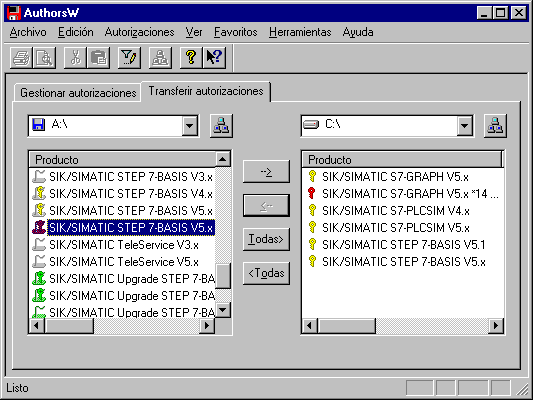 AuthorsW
Archivo Edición Autorizaciones Ver Favoritos Herramientas Ayuda
Gestionar autorizaciones Transferir autorizaciones
A:\ C:\
Producto
SIK/SIMATIC STEP 7-BASIS V3.x
SIK/SIMATIC STEP 7-BASIS V4.x
SIK/SIMATIC STEP 7-BASIS V5.x
SIK/SIMATIC STEP 7-BASIS V5.x
SIK/SIMATIC TeleService V3.x
SIK/SIMATIC TeleService V5.x
SIK/SIMATIC Upgrade STEP 7-BA
SIK/SIMATIC Upgrade STEP 7-BA
SIK/SIMATIC Upgrade STEP 7-BA
-->
<--
Todas>
<Todas
Producto
SIK/SIMATIC S7-GRAPH V5.x
SIK/SIMATIC S7-GRAPH V5.x *14 ...
SIK/SIMATIC S7-PLCSIM V4.x
SIK/SIMATIC S7-PLCSIM V5.x
SIK/SIMATIC STEP 7-BASIS V5.1
SIK/SIMATIC STEP 7-BASIS V5.x
Listo